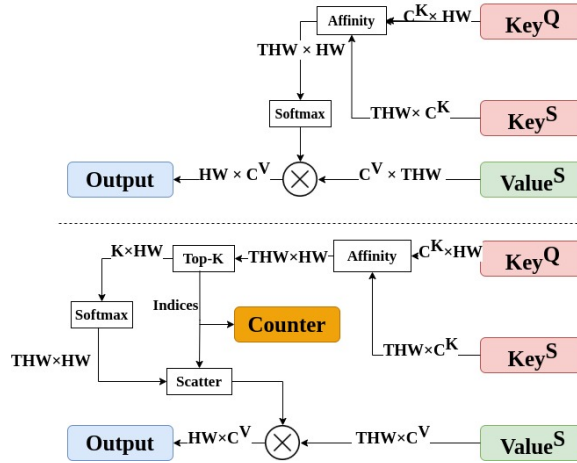 Affinity
C^K× HW
Key^Q
THW × HW
Softmax
THW× C^K
Key^S
Output
HW × C^V
C^V × THW
Value^S
K×HW
Top-K
THW×HW
Affinity
C^K×HW
Key^Q
Indices
Softmax
Counter
THW×HW
THW×C^K
Key^S
Scatter
Output
HW×C^V
THW×C^V
Value^S